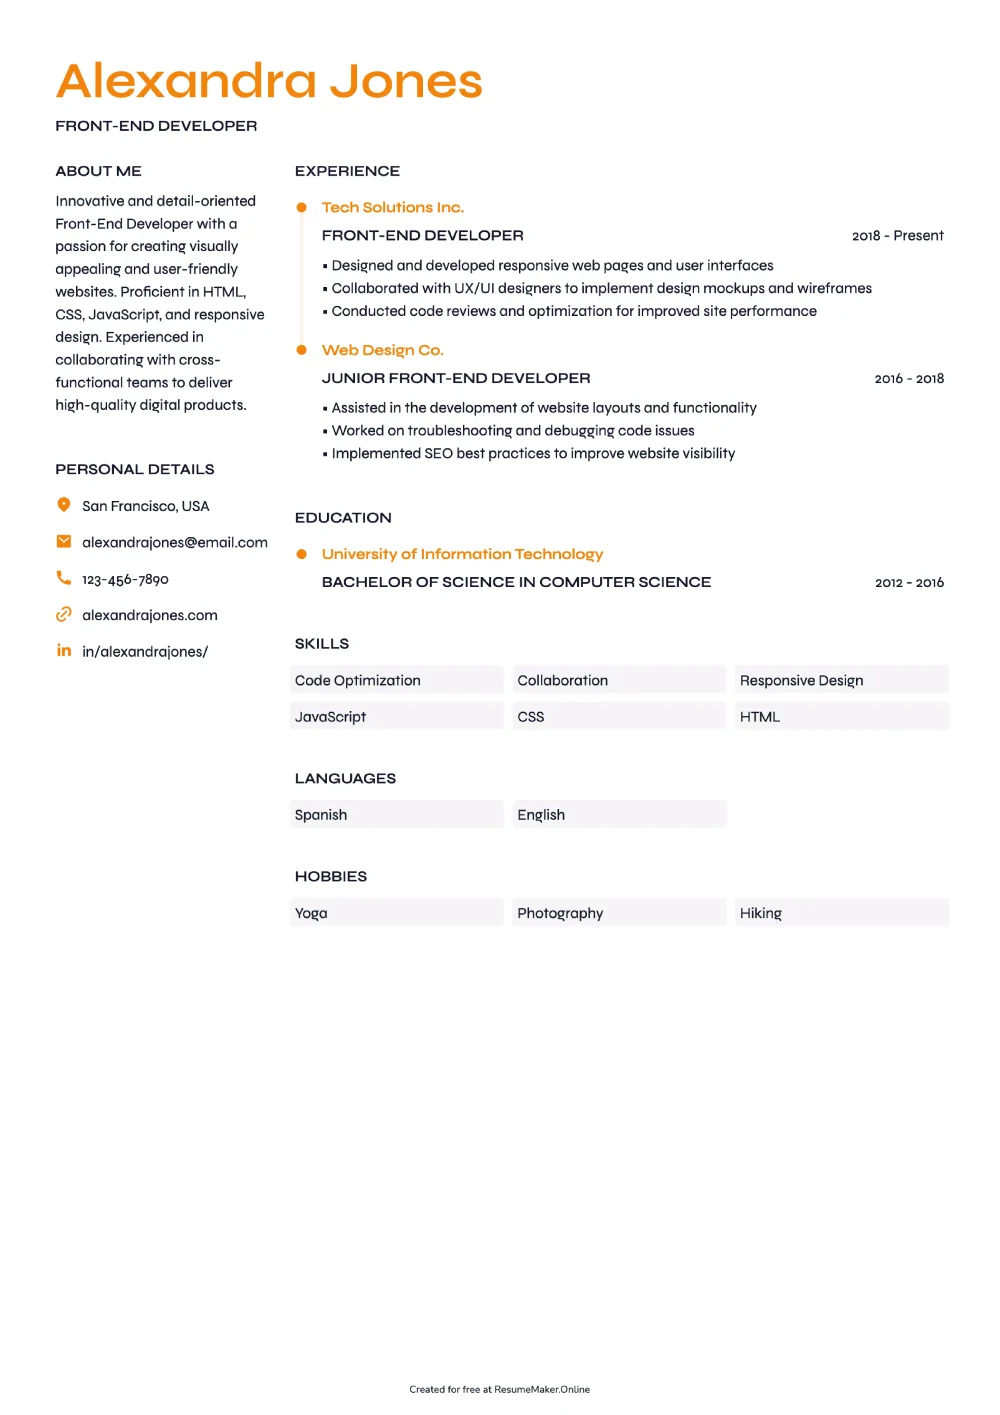 Alexandra Jones
FRONT-END DEVELOPER
ABOUT ME
Innovative and detail-oriented
Front-End Developer with a
passion for creating visually
appealing and user-friendly
websites. Proficient in HTML,
CSS, JavaScript, and responsive
design. Experienced in
collaborating with cross-
functional teams to deliver
high-quality digital products.
PERSONAL DETAILS
San Francisco, USA
alexandrajones@email.com
123-456-7890
alexandrajones.com
in/alexandrajones/
EXPERIENCE
Tech Solutions Inc.
FRONT-END DEVELOPER 2018 - Present
▪ Designed and developed responsive web pages and user interfaces
▪ Collaborated with UX/UI designers to implement design mockups and wireframes
▪ Conducted code reviews and optimization for improved site performance
Web Design Co.
JUNIOR FRONT-END DEVELOPER 2016 - 2018
▪ Assisted in the development of website layouts and functionality
▪ Worked on troubleshooting and debugging code issues
▪ Implemented SEO best practices to improve website visibility
EDUCATION
University of Information Technology
BACHELOR OF SCIENCE IN COMPUTER SCIENCE 2012 - 2016
SKILLS
Code Optimization Collaboration Responsive Design
JavaScript CSS HTML
LANGUAGES
Spanish English
HOBBIES
Yoga Photography Hiking
Created for free at ResumeMaker.Online